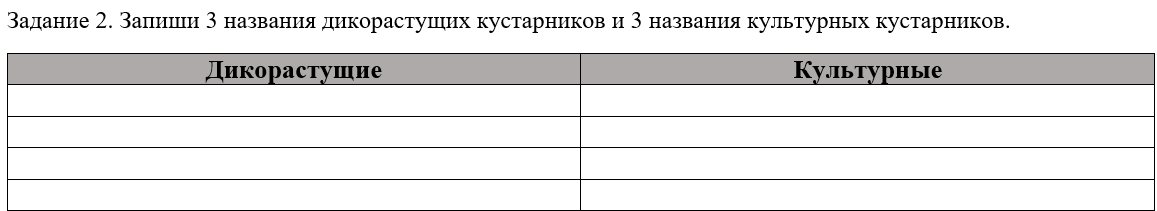 Задание 2. Запиши 3 названия дикорастущих кустарников и 3 названия культурных кустарников.
Дикорастущие Культурные